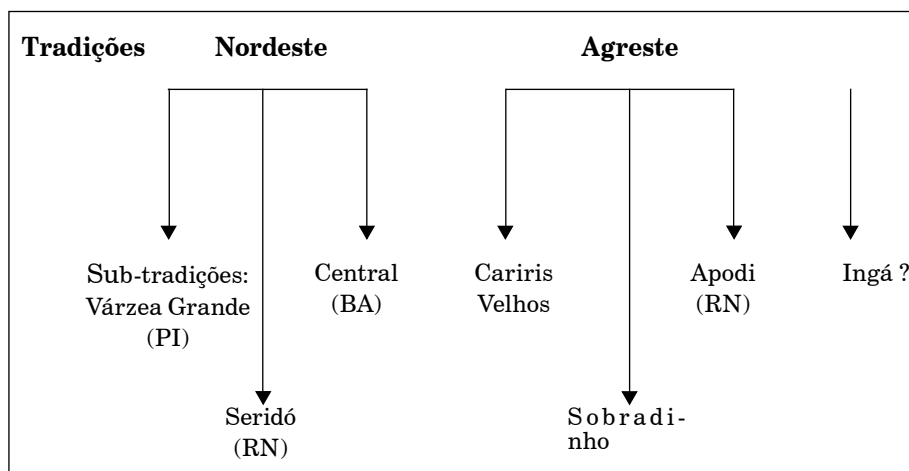 Tradições Nordeste Agreste
Sub-tradições:
Várzea Grande
(PI)
Central
(BA)
Cariris
Velhos
Apodi
(RN)
Ingá ?
Seridó
(RN)
Sobradi-
nho